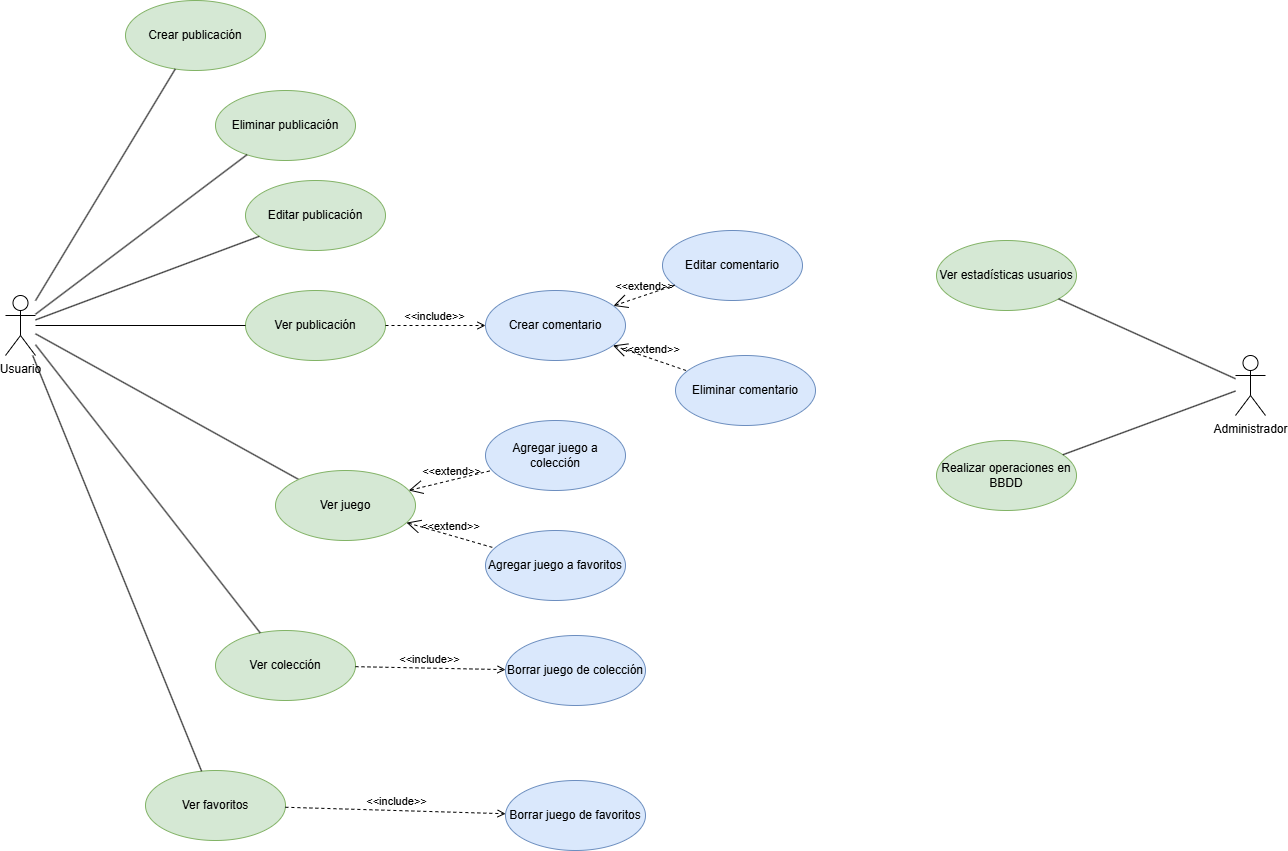 Crear publicación
Eliminar publicación
Editar publicación
Editar comentario
Ver estadísticas usuarios
<<extend>>
Ver publicación
<<include>>
Crear comentario
<<extend>>
Usuario
Eliminar comentario
Administrador
Agregar juego a
colección
<<extend>>
Realizar operaciones en
BBDD
Ver juego
<<extend>>
Agregar juego a favoritos
Ver colección
<<include>>
Borrar juego de colección
Ver favoritos
<<include>>
Borrar juego de favoritos